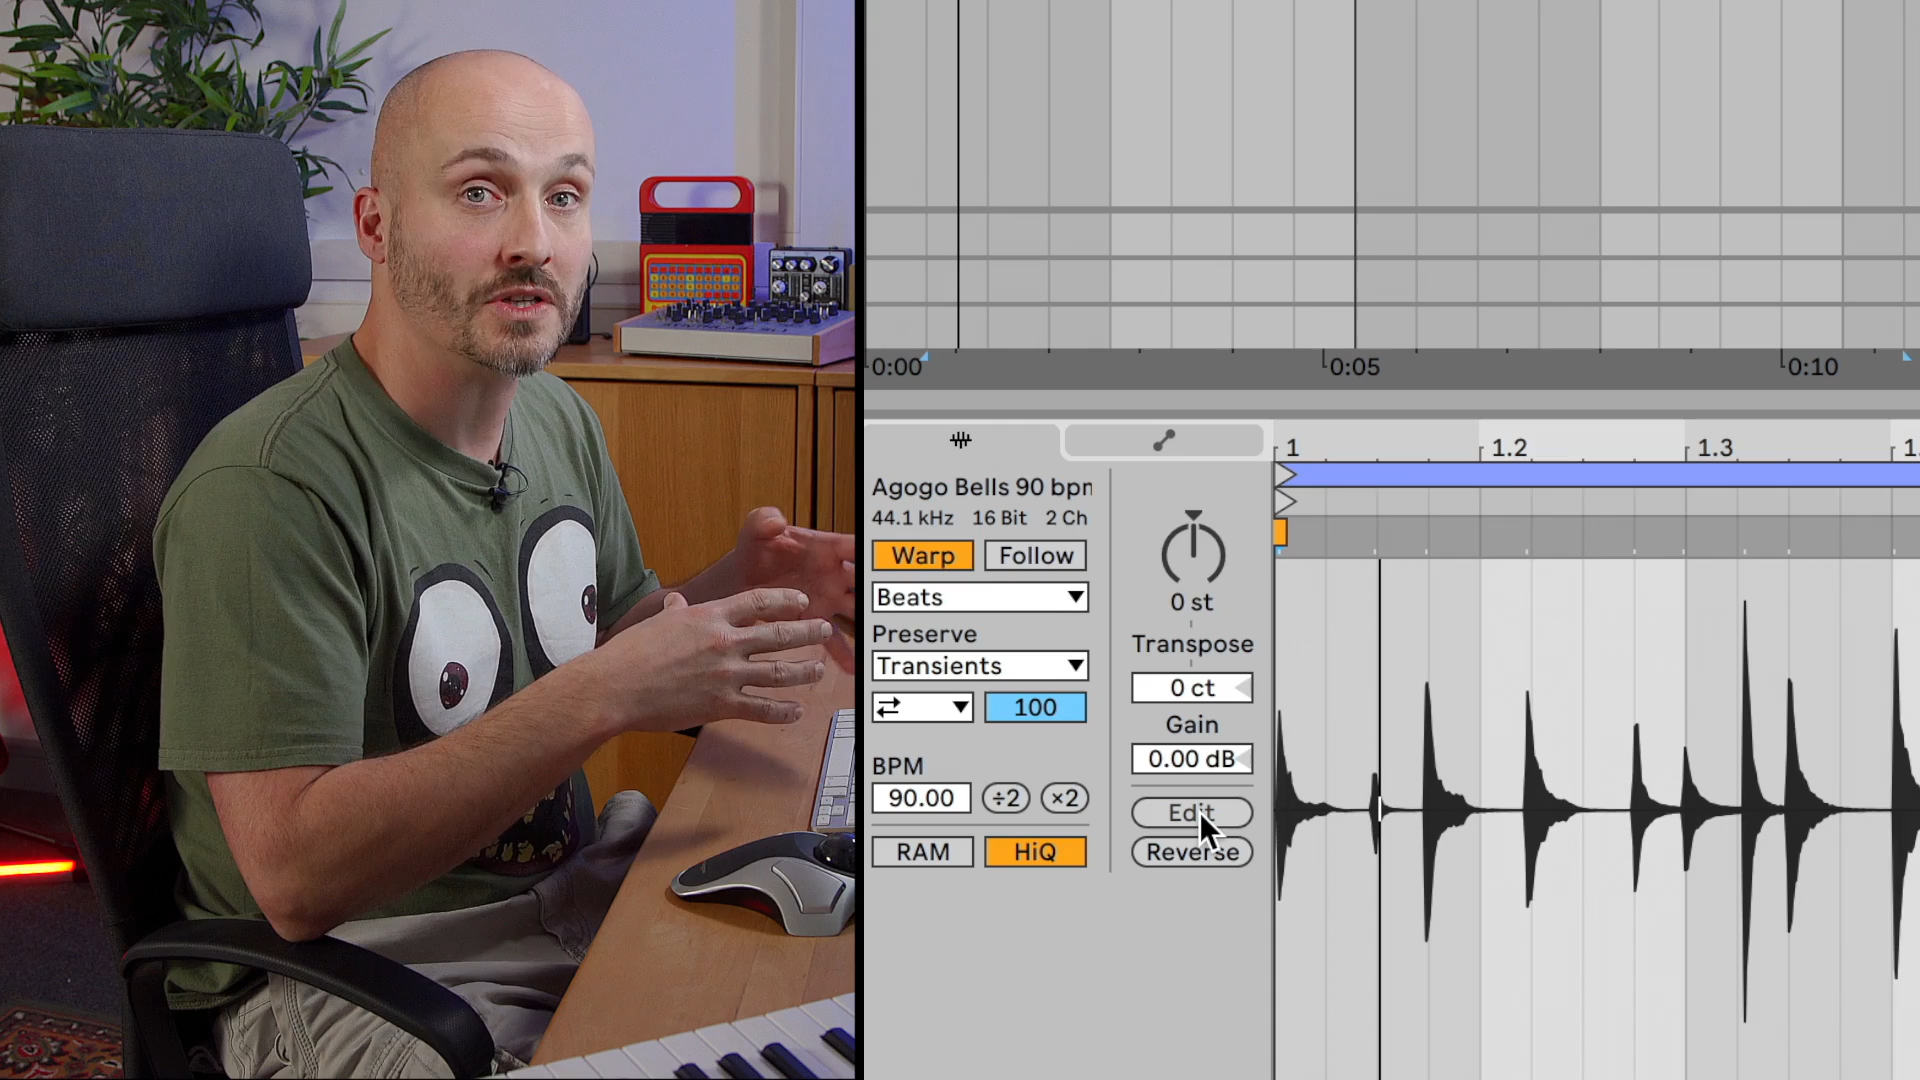 0:00
0:05
0:10
1
1.2
1.3
1.
Agogo Bells 90 bpm
44.1 kHz 16 Bit 2 Ch
Warp
Follow
Beats
0 st
Preserve
Transpose
Transients
0 ct
100
Gain
0.00 dB
BPM
90.00
÷2
×2
Edit
RAM
HiQ
Reverse